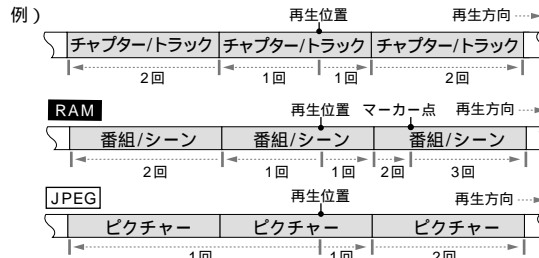 例）
再生位置 再生方向
チャプター/トラック チャプター/トラック チャプター/トラック
2回 1回 1回 2回
RAM 再生位置 マーカー点 再生方向
番組/シーン 番組/シーン 番組/シーン
2回 1回 1回 2回 3回
JPEG 再生位置 再生方向
ピクチャー ピクチャー ピクチャー
1回 1回 2回